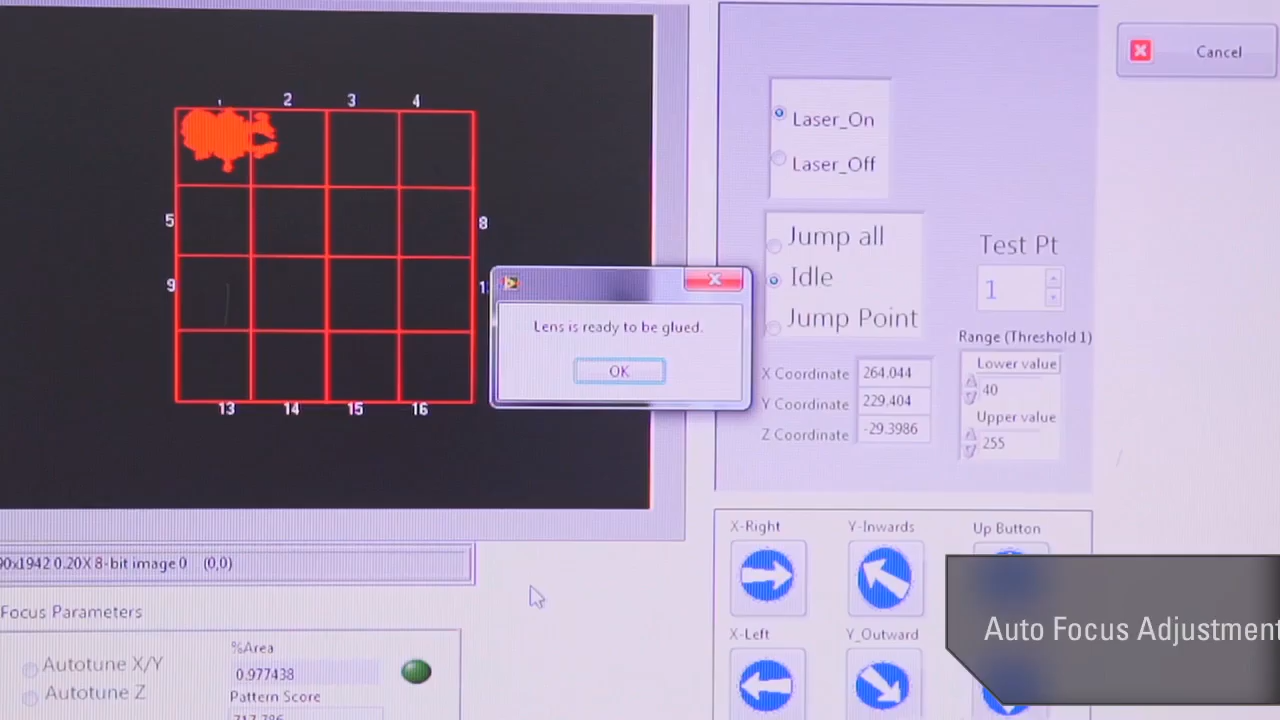 Cancel
2 3 4
5
8
9
1
13 14 15 16
Lens is ready to be glued.
OK
Laser_On
Laser_Off
Jump all
Idle
Jump Point
Test Pt
1
Range (Threshold 1)
Lower value
40
Upper value
255
X Coordinate 264.044
Y Coordinate 229.404
Z Coordinate -29.3986
X-Right Y-Inwards Up Button
X-Left Y_Outward
90x1942 0.20X 8-bit image 0 (0,0)
Focus Parameters
Autotune X/Y
Autotune Z
%Area
0.977438
Pattern Score
Auto Focus Adjustment